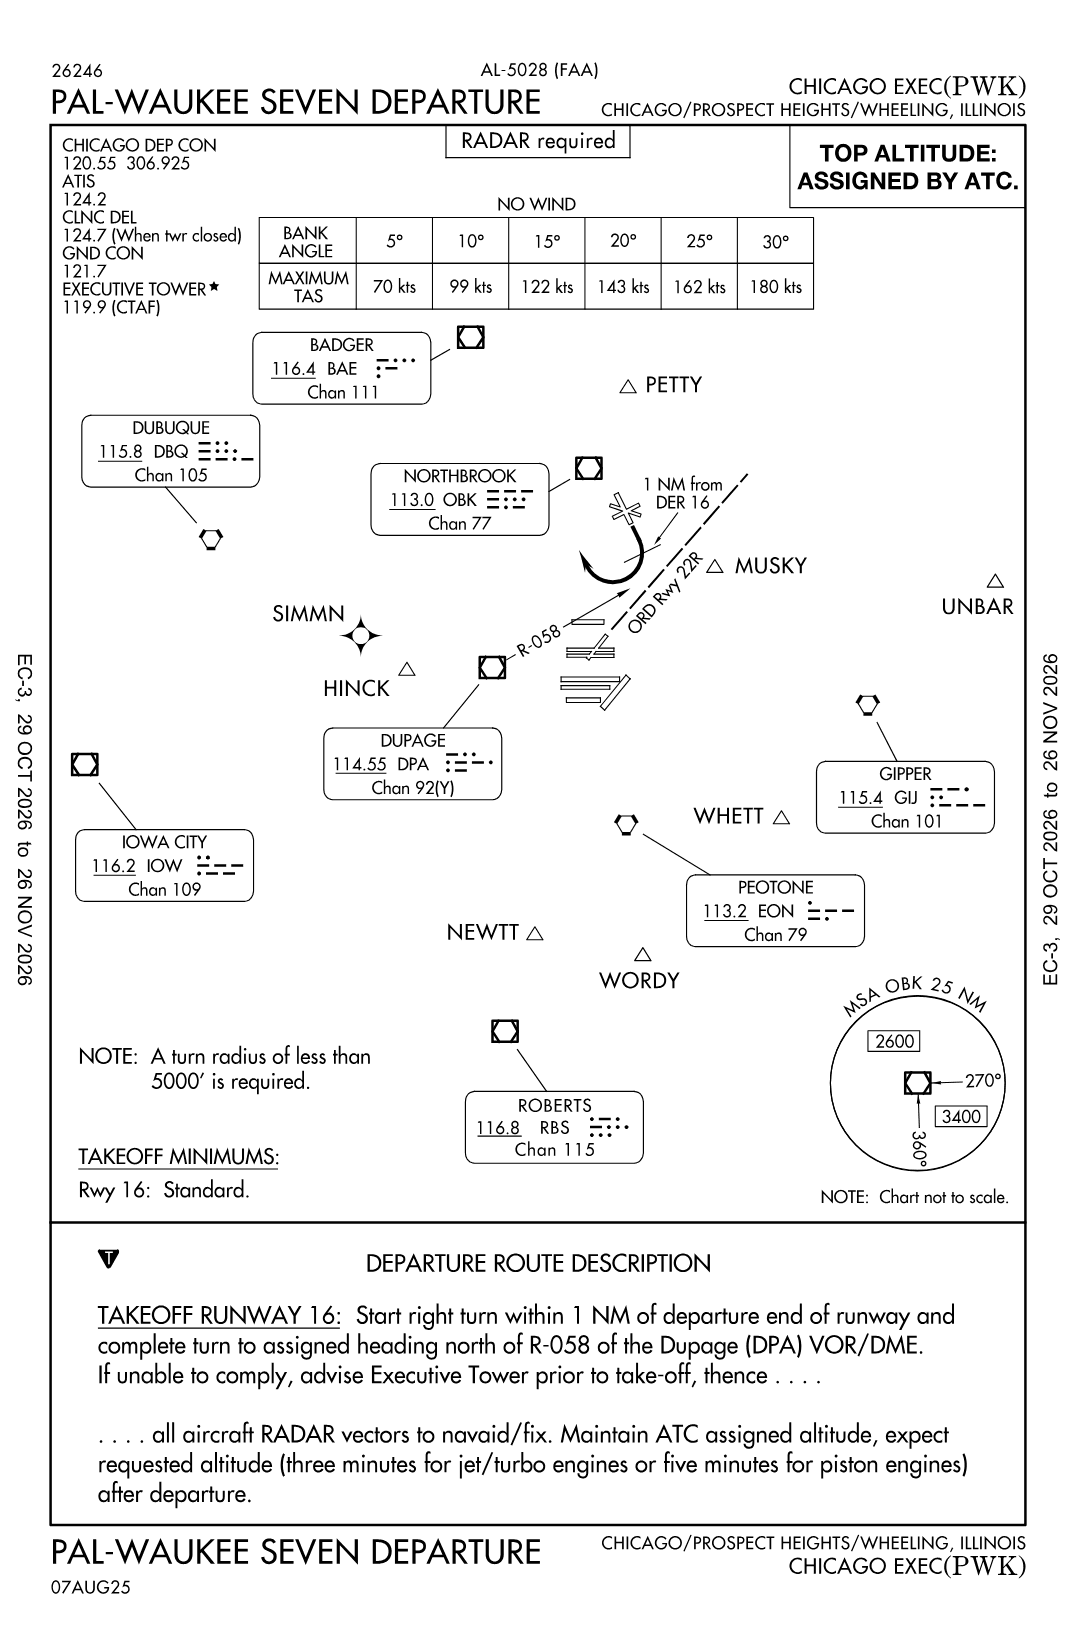 26246
AL-5028 (FAA)
PAL-WAUKEE SEVEN DEPARTURE
CHICAGO EXEC(PWK)
CHICAGO/PROSPECT HEIGHTS/WHEELING, ILLINOIS
CHICAGO DEP CON
120.55 306.925
ATIS
124.2
CLNC DEL
124.7 (When twr closed)
GND CON
121.7
EXECUTIVE TOWER★
119.9 (CTAF)
RADAR required
TOP ALTITUDE:
ASSIGNED BY ATC.
NO WIND
BANK ANGLE 5° 10° 15° 20° 25° 30°
MAXIMUM TAS 70 kts 99 kts 122 kts 143 kts 162 kts 180 kts
BADGER
116.4 BAE
Chan 111
PETTY
DUBUQUE
115.8 DBQ
Chan 105
NORTHBROOK
113.0 OBK
Chan 77
1 NM from
DER 16
MUSKY
ORD Rwy 22R
UNBAR
SIMMN
R-058
HINCK
DUPAGE
114.55 DPA
Chan 92(Y)
GIPPER
115.4 GIJ
Chan 101
WHETT
IOWA CITY
116.2 IOW
Chan 109
PEOTONE
113.2 EON
Chan 79
NEWTT
WORDY
MSA OBK 25 NM
2600
270°
3400
360°
NOTE: A turn radius of less than
5000’ is required.
ROBERTS
116.8 RBS
Chan 115
TAKEOFF MINIMUMS:
Rwy 16: Standard.
NOTE: Chart not to scale.
EC-3, 29 OCT 2026 to 26 NOV 2026
EC-3, 29 OCT 2026 to 26 NOV 2026
T
DEPARTURE ROUTE DESCRIPTION
TAKEOFF RUNWAY 16: Start right turn within 1 NM of departure end of runway and
complete turn to assigned heading north of R-058 of the Dupage (DPA) VOR/DME.
If unable to comply, advise Executive Tower prior to take-off, thence . . . .
. . . . all aircraft RADAR vectors to navaid/fix. Maintain ATC assigned altitude, expect
requested altitude (three minutes for jet/turbo engines or five minutes for piston engines)
after departure.
PAL-WAUKEE SEVEN DEPARTURE
CHICAGO/PROSPECT HEIGHTS/WHEELING, ILLINOIS
CHICAGO EXEC(PWK)
07AUG25